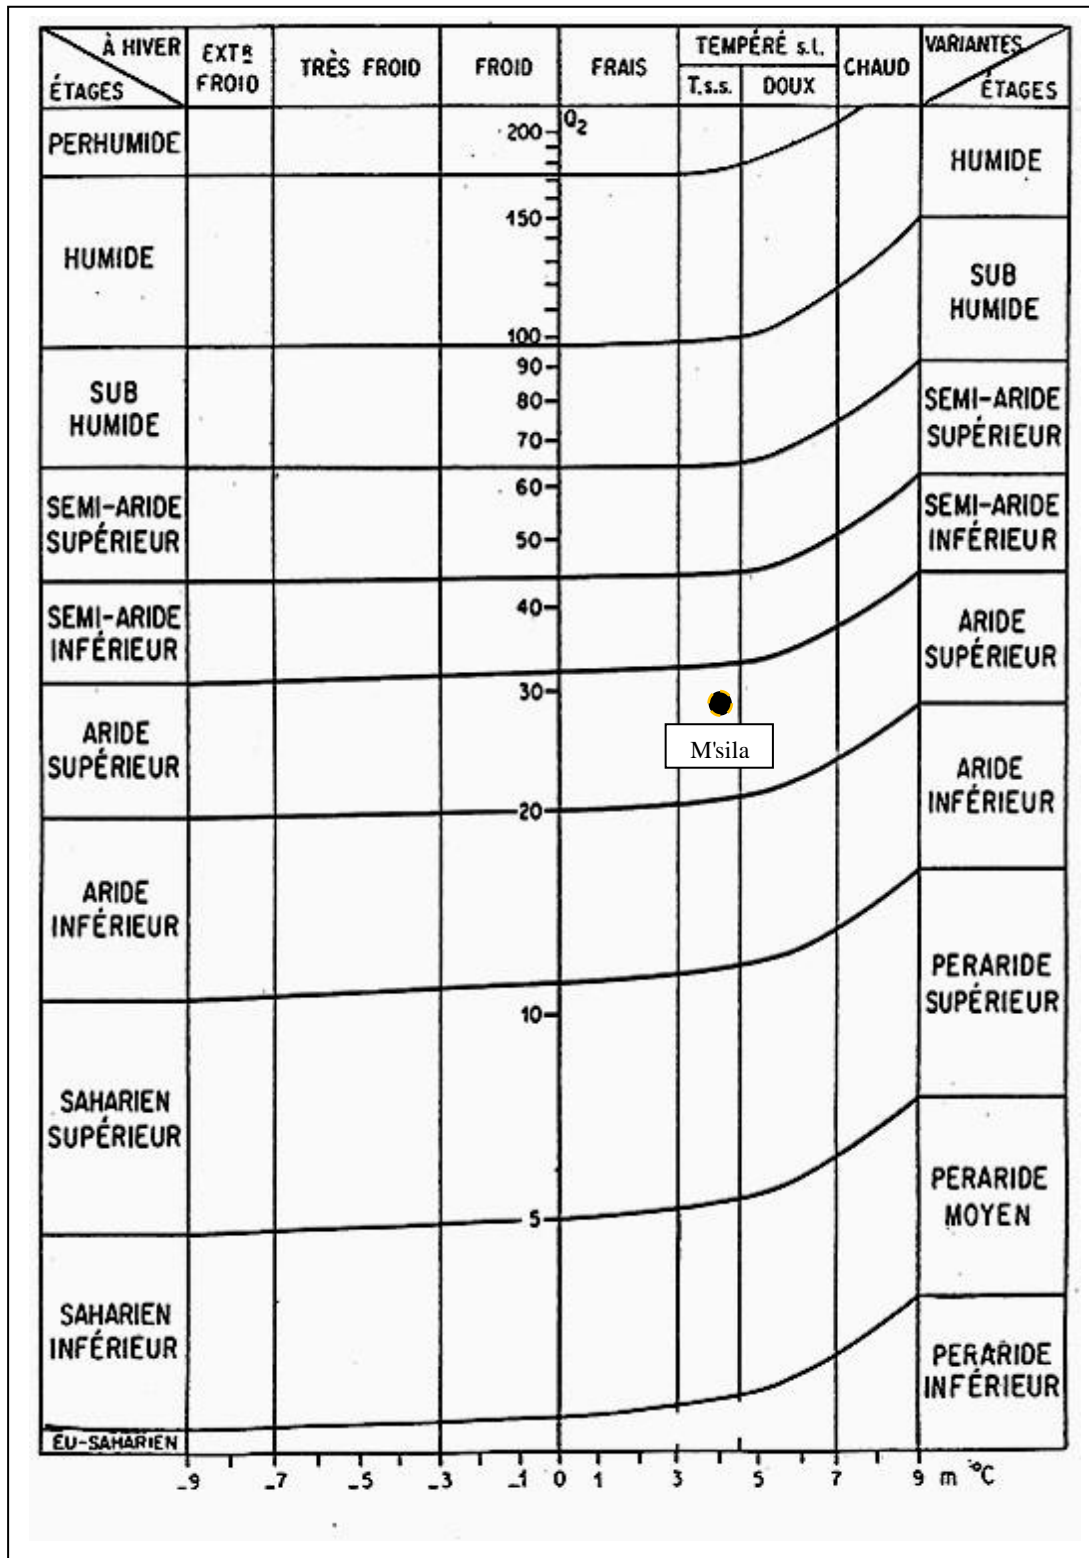 À HIVER
ÉTAGES
EXTR FROID
TRÈS FROID
FROID
FRAIS
TEMPÉRÉ s.l.
T.s.s.
DOUX
CHAUD
VARIANTES
ÉTAGES
PERHUMIDE
HUMIDE
SUB
HUMIDE
SEMI-ARIDE
SUPÉRIEUR
SEMI-ARIDE
INFÉRIEUR
ARIDE
SUPÉRIEUR
ARIDE
INFÉRIEUR
SAHARIEN
SUPÉRIEUR
SAHARIEN
INFÉRIEUR
EU-SAHARIEN
Q2
200
150
100
90
80
70
60
50
40
30
20
10
5
M'sila
HUMIDE
SUB
HUMIDE
SEMI-ARIDE
SUPÉRIEUR
SEMI-ARIDE
INFÉRIEUR
ARIDE
SUPÉRIEUR
ARIDE
INFÉRIEUR
PERARIDE
SUPÉRIEUR
PERARIDE
MOYEN
PERARIDE
INFÉRIEUR
-9 -7 -5 -3 -1 0 1 3 5 7 9 m °C